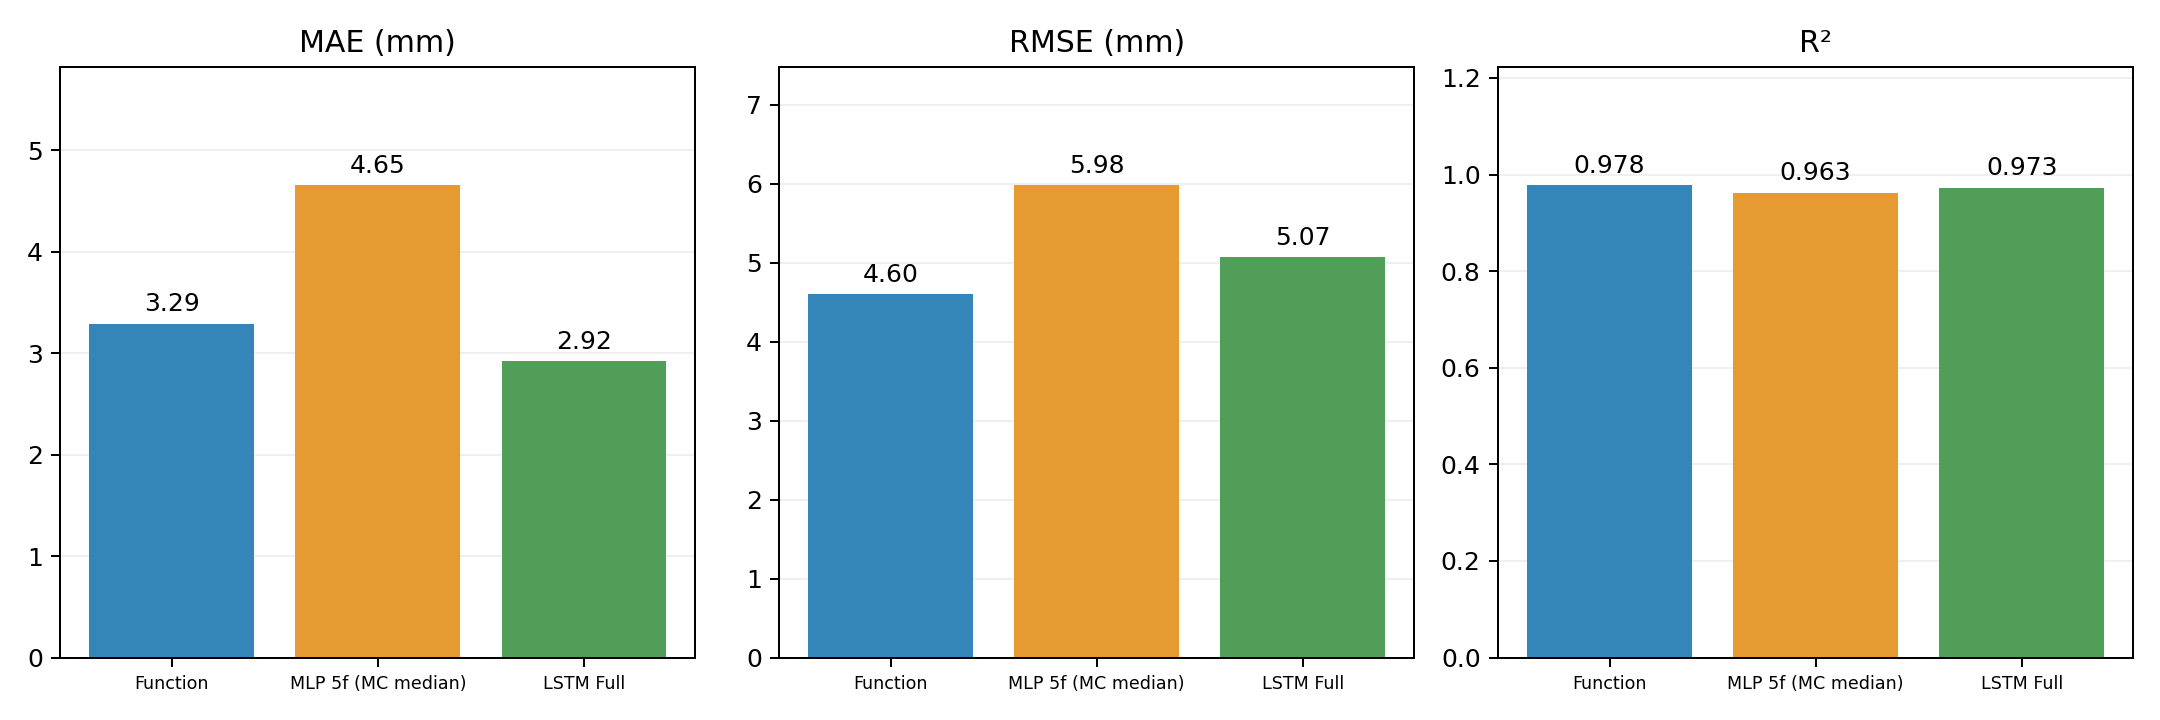 MAE (mm)
5
4
3
2
1
0
3.29
4.65
2.92
Function
MLP 5f (MC median)
LSTM Full
RMSE (mm)
7
6
5
4
3
2
1
0
4.60
5.98
5.07
Function
MLP 5f (MC median)
LSTM Full
R²
1.2
1.0
0.8
0.6
0.4
0.2
0.0
0.978
0.963
0.973
Function
MLP 5f (MC median)
LSTM Full